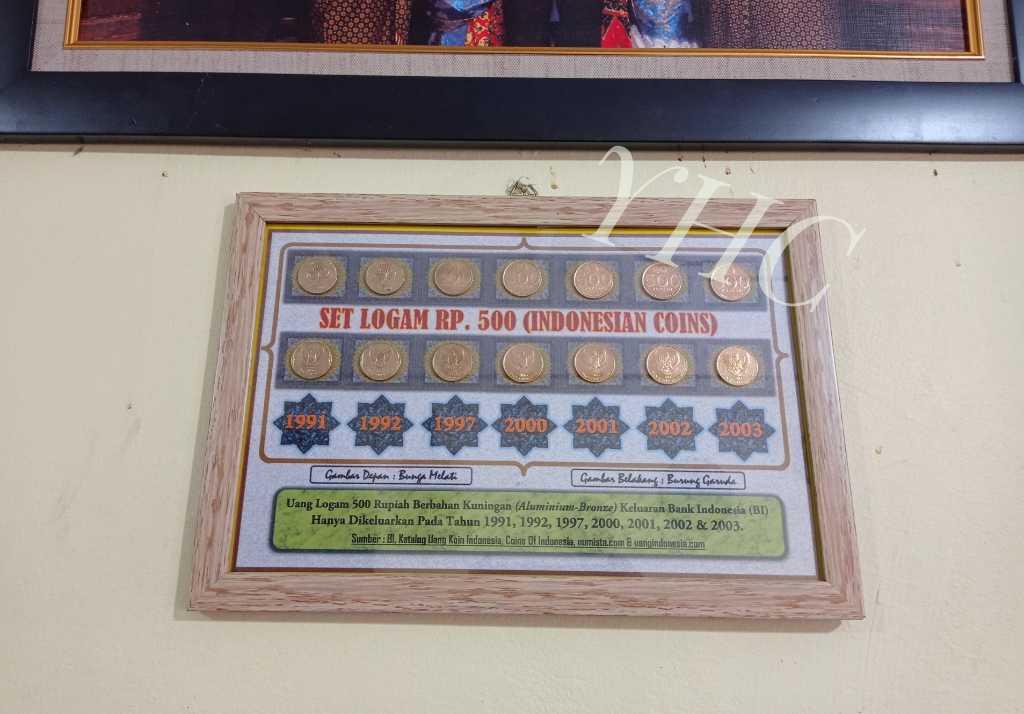 YHC
SET LOGAM RP. 500 (INDONESIAN COINS)
1991 1992 1997 2000 2001 2002 2003
Gambar Depan : Bunga Melati
Gambar Belakang : Burung Garuda
Uang Logam 500 Rupiah Berbahan Kuningan (Aluminium-Bronze) Keluaran Bank Indonesia (BI)
Hanya Dikeluarkan Pada Tahun 1991, 1992, 1997, 2000, 2001, 2002 & 2003.
Sumber : BI, Katalog Uang Koin Indonesia, Coins Of Indonesia, numista.com & uangindonesia.com